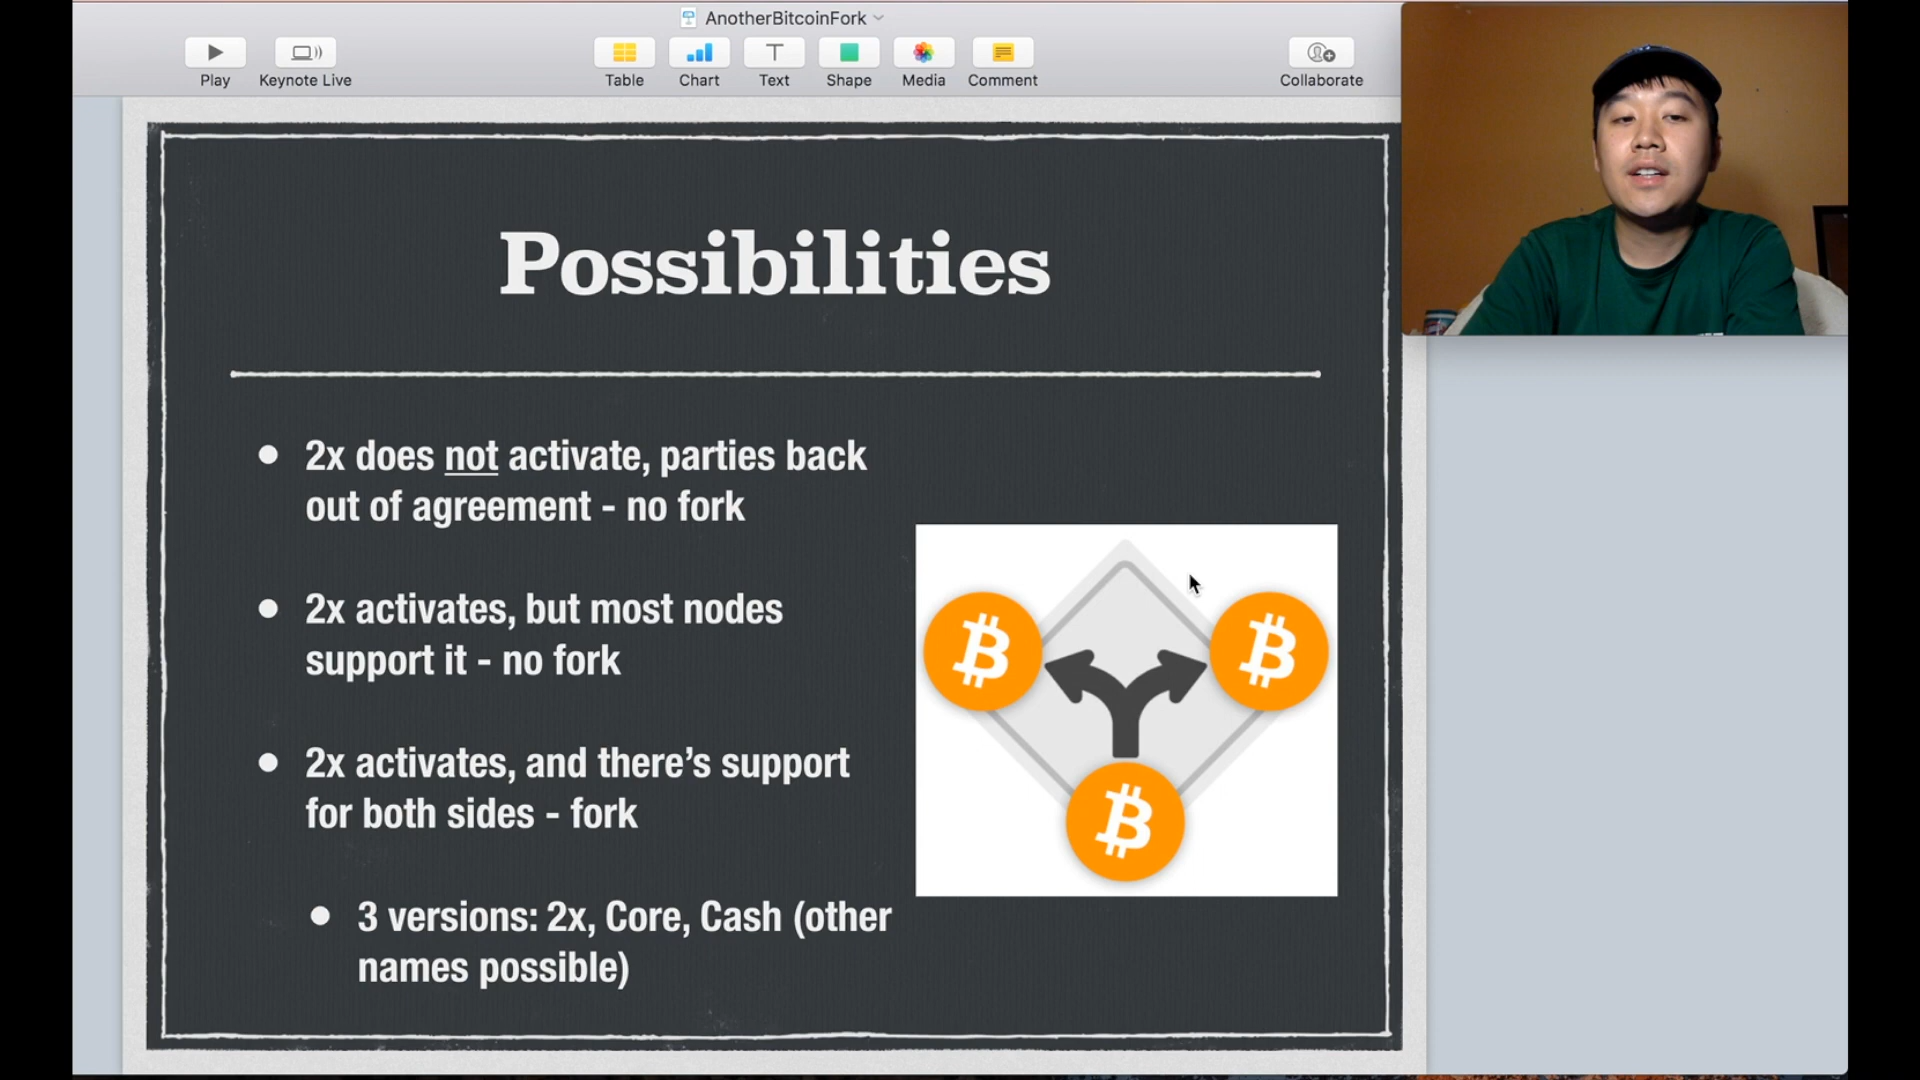 AnotherBitcoinFork
Play
Keynote Live
Table
Chart
Text
Shape
Media
Comment
Collaborate
Possibilities
2x does not activate, parties back
out of agreement - no fork
2x activates, but most nodes
support it - no fork
2x activates, and there’s support
for both sides - fork
3 versions: 2x, Core, Cash (other
names possible)